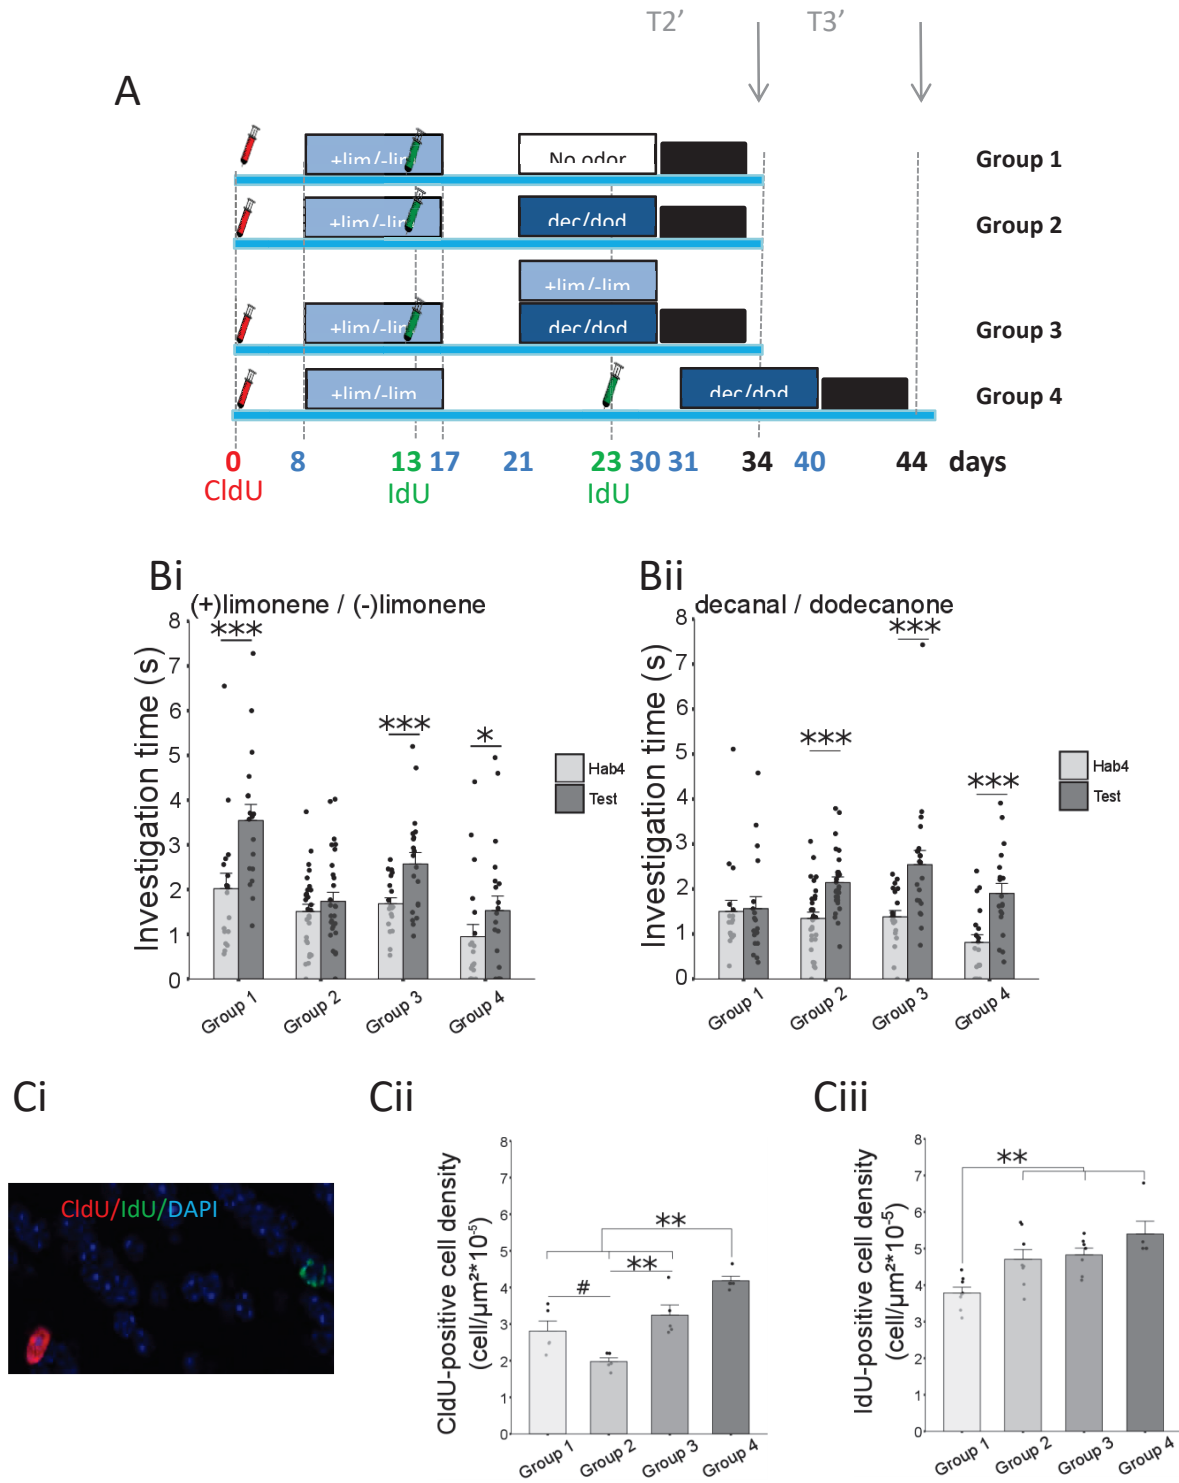 T2' T3'
A
+lim/-lim No odor Group 1
+lim/-lim dec/dod Group 2
+lim/-lim
+lim/-lim dec/dod Group 3
+lim/-lim dec/dod Group 4
0 8 13 17 21 23 30 31 34 40 44 days
CldU IdU IdU
Bi Bii
(+)limonene / (-)limonene
8
7
6
5
4
3
2
1
0
Investigation time (s)
*** *** *
Hab4
Test
Group 1 Group 2 Group 3 Group 4
decanal / dodecanone
8
7
6
5
4
3
2
1
0
Investigation time (s)
*** *** ***
Hab4
Test
Group 1 Group 2 Group 3 Group 4
Ci Cii Ciii
CldU/IdU/DAPI
CldU-positive cell density
(cell/µm²*10⁻⁵)
8
7
6
5
4
3
2
1
0
**
**
#
Group 1 Group 2 Group 3 Group 4
IdU-positive cell density
(cell/µm²*10⁻⁵)
8
7
6
5
4
3
2
1
0
**
Group 1 Group 2 Group 3 Group 4